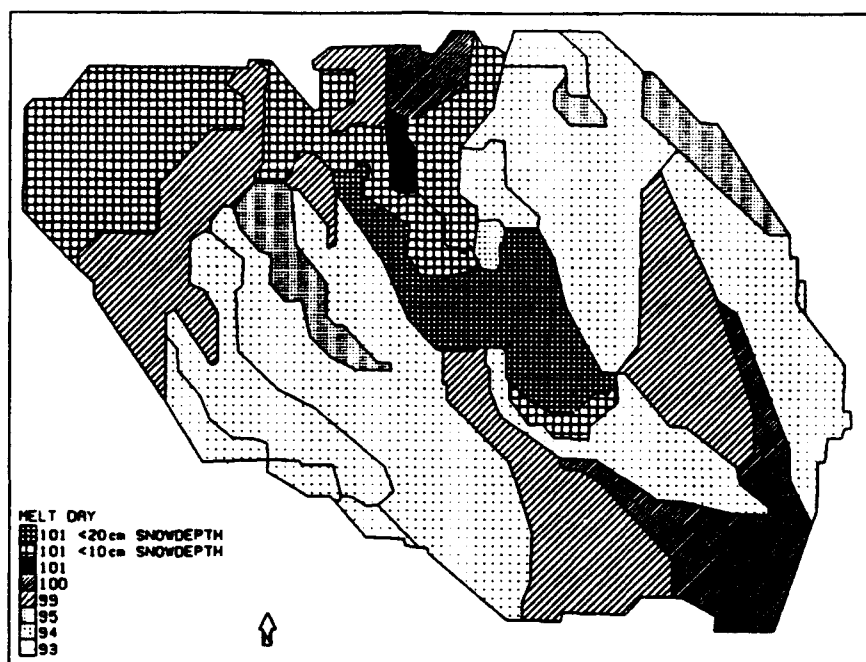 MELT DAY
101 <20cm SNOWDEPTH
101 <10cm SNOWDEPTH
101
100
99
95
94
93
N